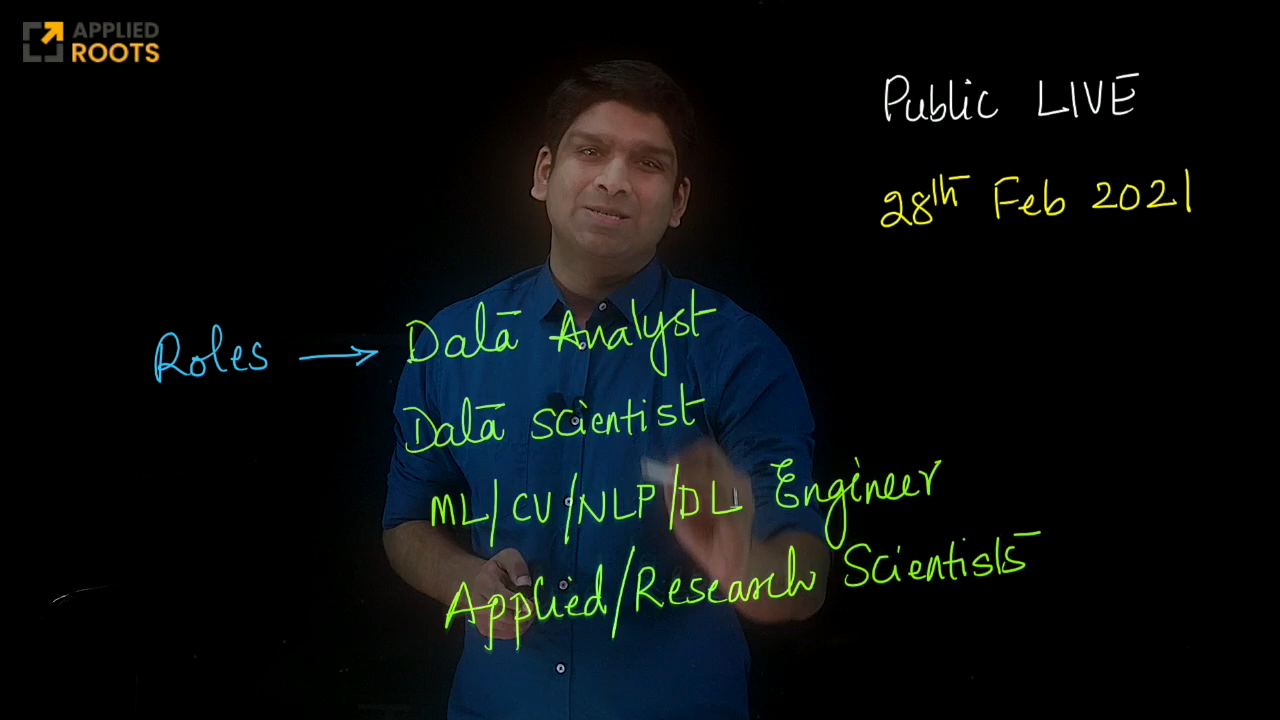 APPLIED
ROOTS
Public LIVE
28th Feb 2021
Roles → Data Analyst
Data Scientist
ML/CV/NLP/DL Engineer
Applied/Research Scientists